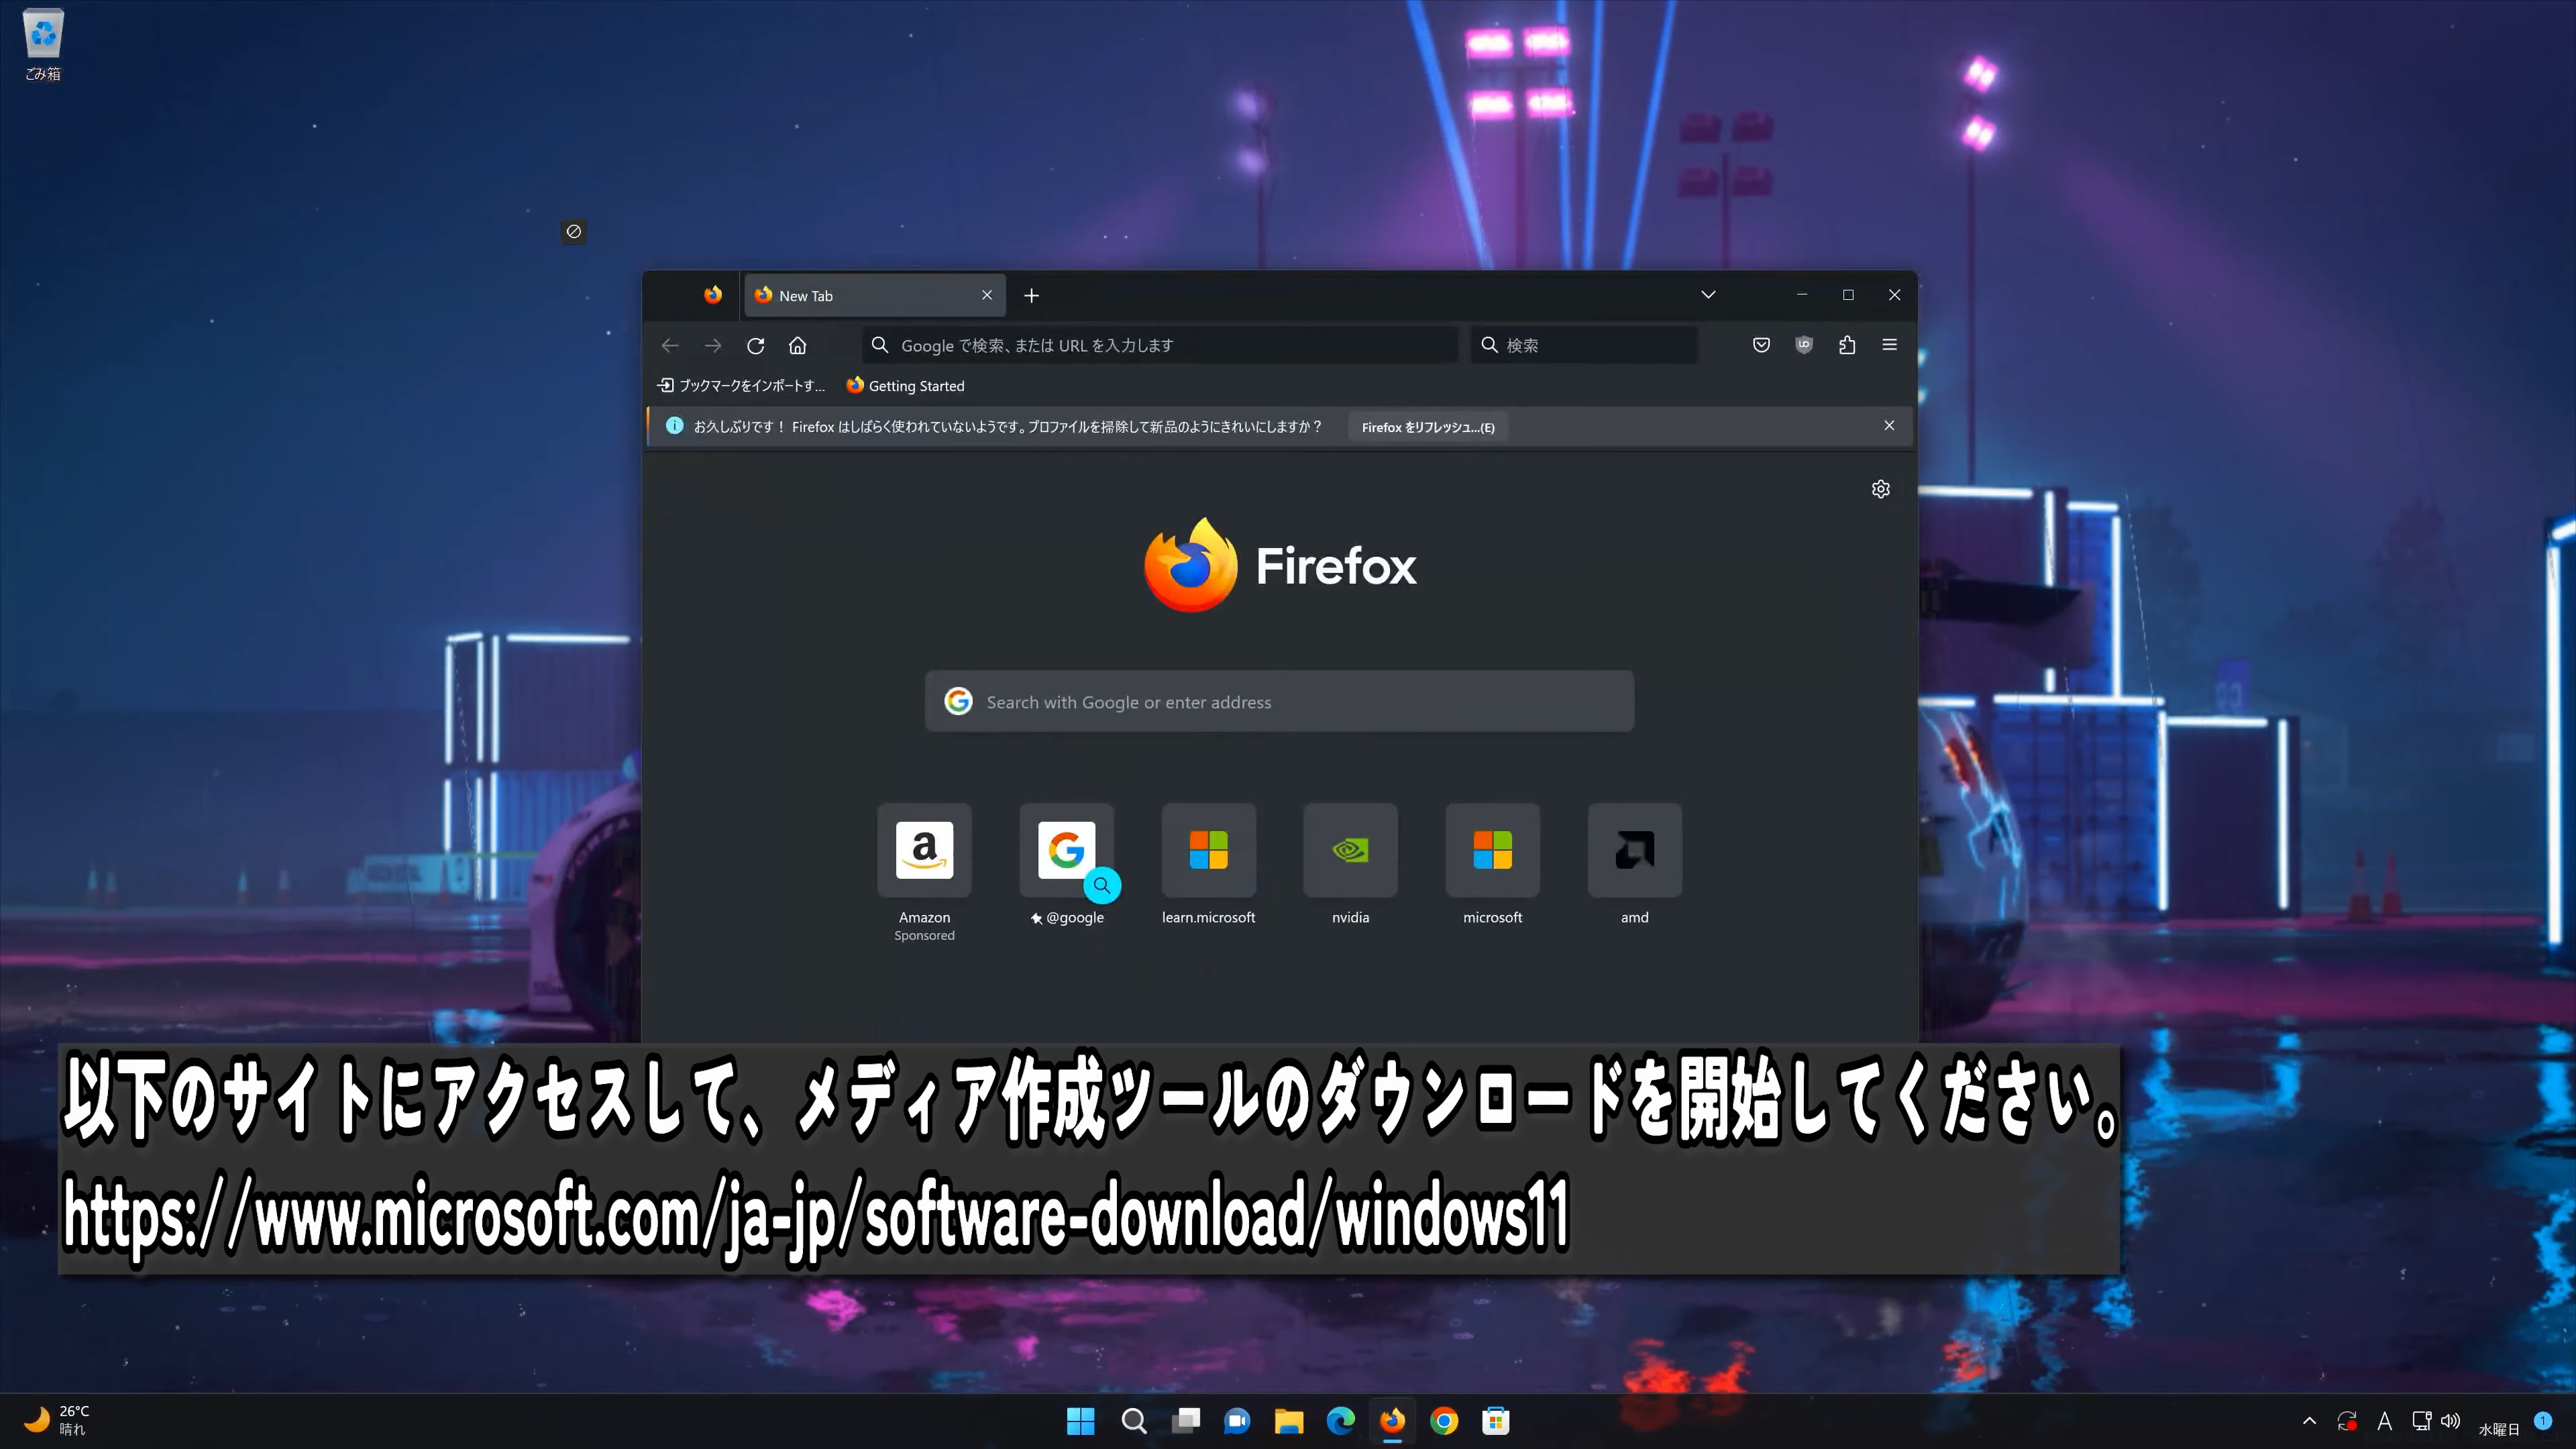 ごみ箱
New Tab
Google で検索、または URL を入力します
検索
ブックマークをインポートす...
Getting Started
お久しぶりです！ Firefox はしばらく使われていないようです。プロファイルを掃除して新品のようにきれいにしますか？
Firefox をリフレッシュ...(E)
Firefox
Search with Google or enter address
Amazon
Sponsored
@google
learn.microsoft
nvidia
microsoft
amd
以下のサイトにアクセスして、メディア作成ツールのダウンロードを開始してください。
https://www.microsoft.com/ja-jp/software-download/windows11
26°C
晴れ
A
水曜日
1